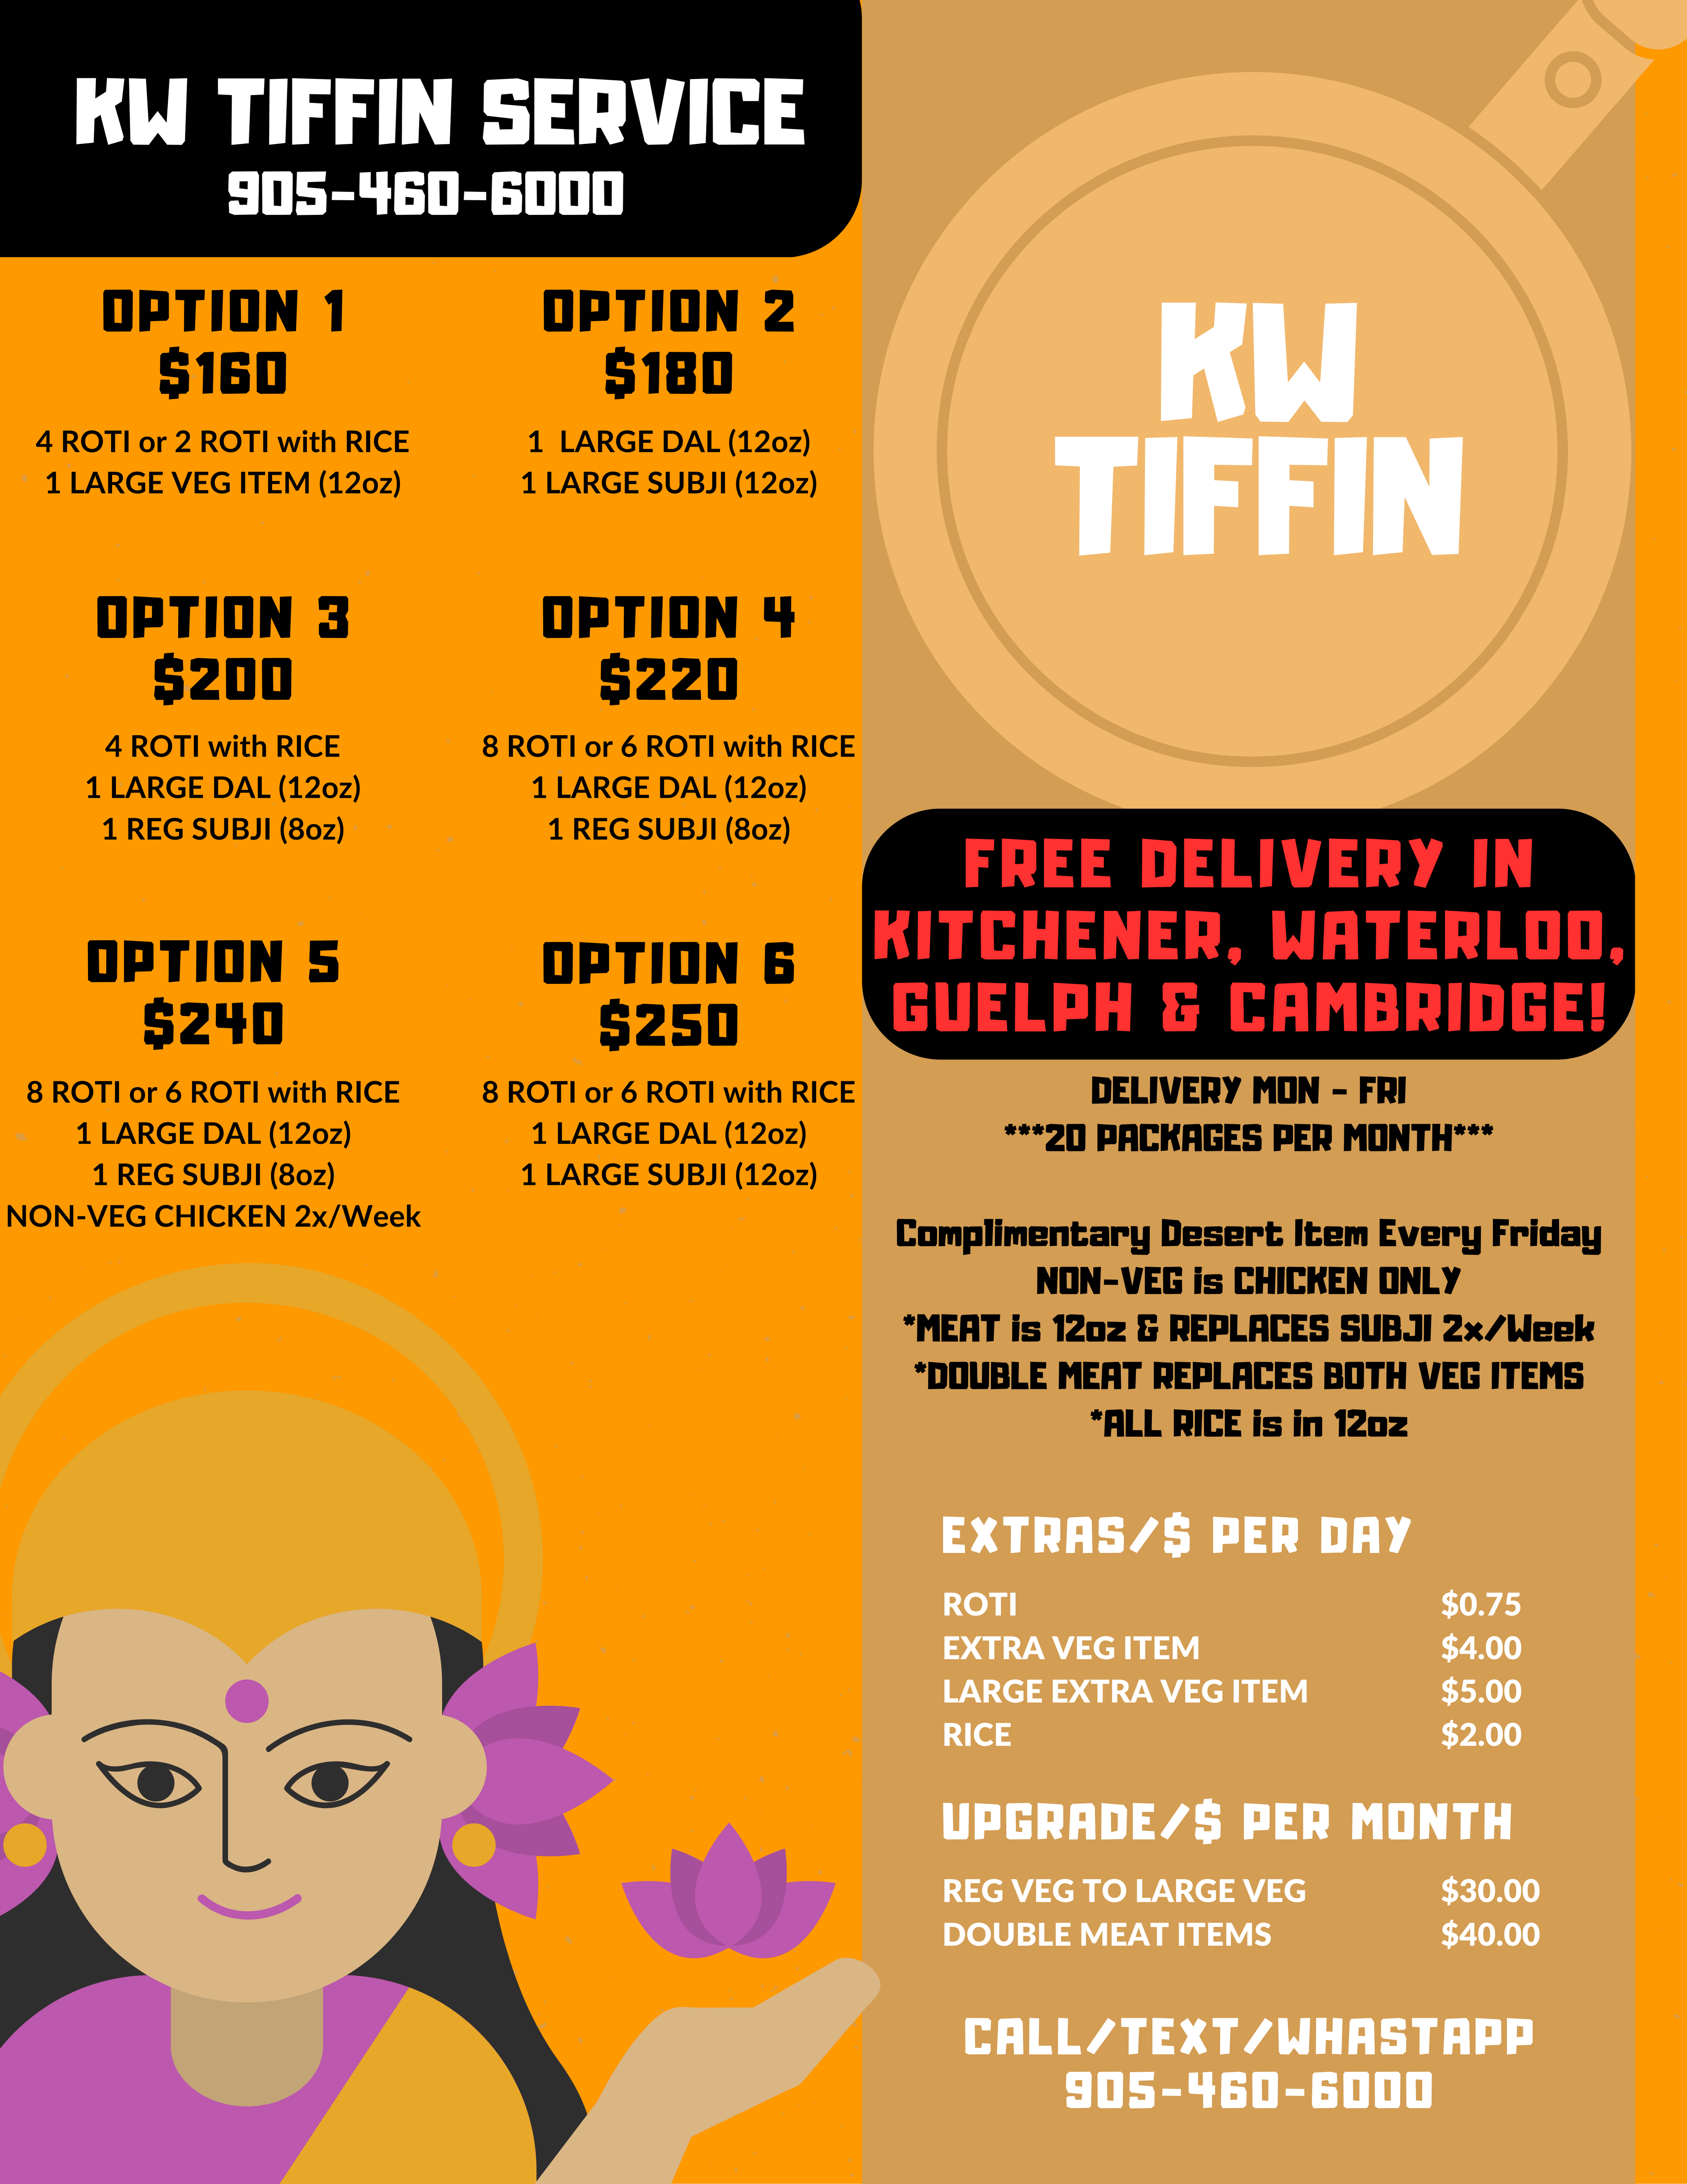 KW TIFFIN SERVICE
905-460-6000
OPTION 1
$160
4 ROTI or 2 ROTI with RICE
1 LARGE VEG ITEM (12oz)
OPTION 2
$180
1 LARGE DAL (12oz)
1 LARGE SUBJI (12oz)
OPTION 3
$200
4 ROTI with RICE
1 LARGE DAL (12oz)
1 REG SUBJI (8oz)
OPTION 4
$220
8 ROTI or 6 ROTI with RICE
1 LARGE DAL (12oz)
1 REG SUBJI (8oz)
OPTION 5
$240
8 ROTI or 6 ROTI with RICE
1 LARGE DAL (12oz)
1 REG SUBJI (8oz)
NON-VEG CHICKEN 2x/Week
OPTION 6
$250
8 ROTI or 6 ROTI with RICE
1 LARGE DAL (12oz)
1 LARGE SUBJI (12oz)
KW
TIFFIN
FREE DELIVERY IN
KITCHENER, WATERLOO,
GUELPH & CAMBRIDGE!
DELIVERY MON - FRI
***20 PACKAGES PER MONTH***
Complimentary Desert Item Every Friday
NON-VEG is CHICKEN ONLY
*MEAT is 12oz & REPLACES SUBJI 2x/Week
*DOUBLE MEAT REPLACES BOTH VEG ITEMS
*ALL RICE is in 12oz
EXTRAS/$ PER DAY
ROTI $0.75
EXTRA VEG ITEM $4.00
LARGE EXTRA VEG ITEM $5.00
RICE $2.00
UPGRADE/$ PER MONTH
REG VEG TO LARGE VEG $30.00
DOUBLE MEAT ITEMS $40.00
CALL/TEXT/WHASTAPP
905-460-6000